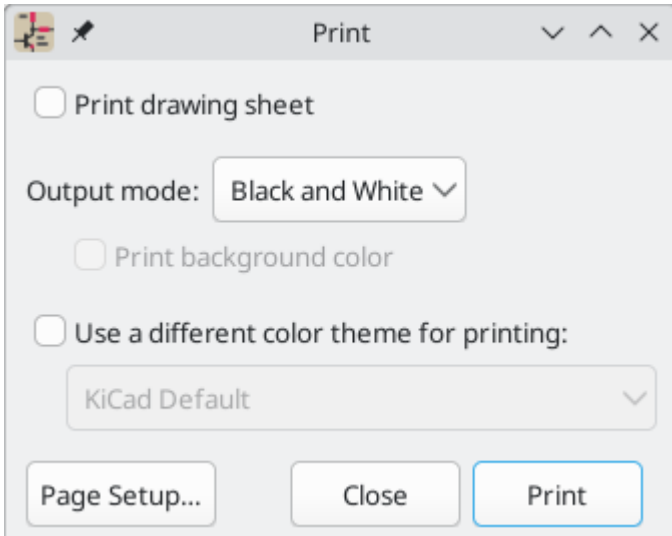 Print
Print drawing sheet
Output mode: Black and White
Print background color
Use a different color theme for printing:
KiCad Default
Page Setup... Close Print